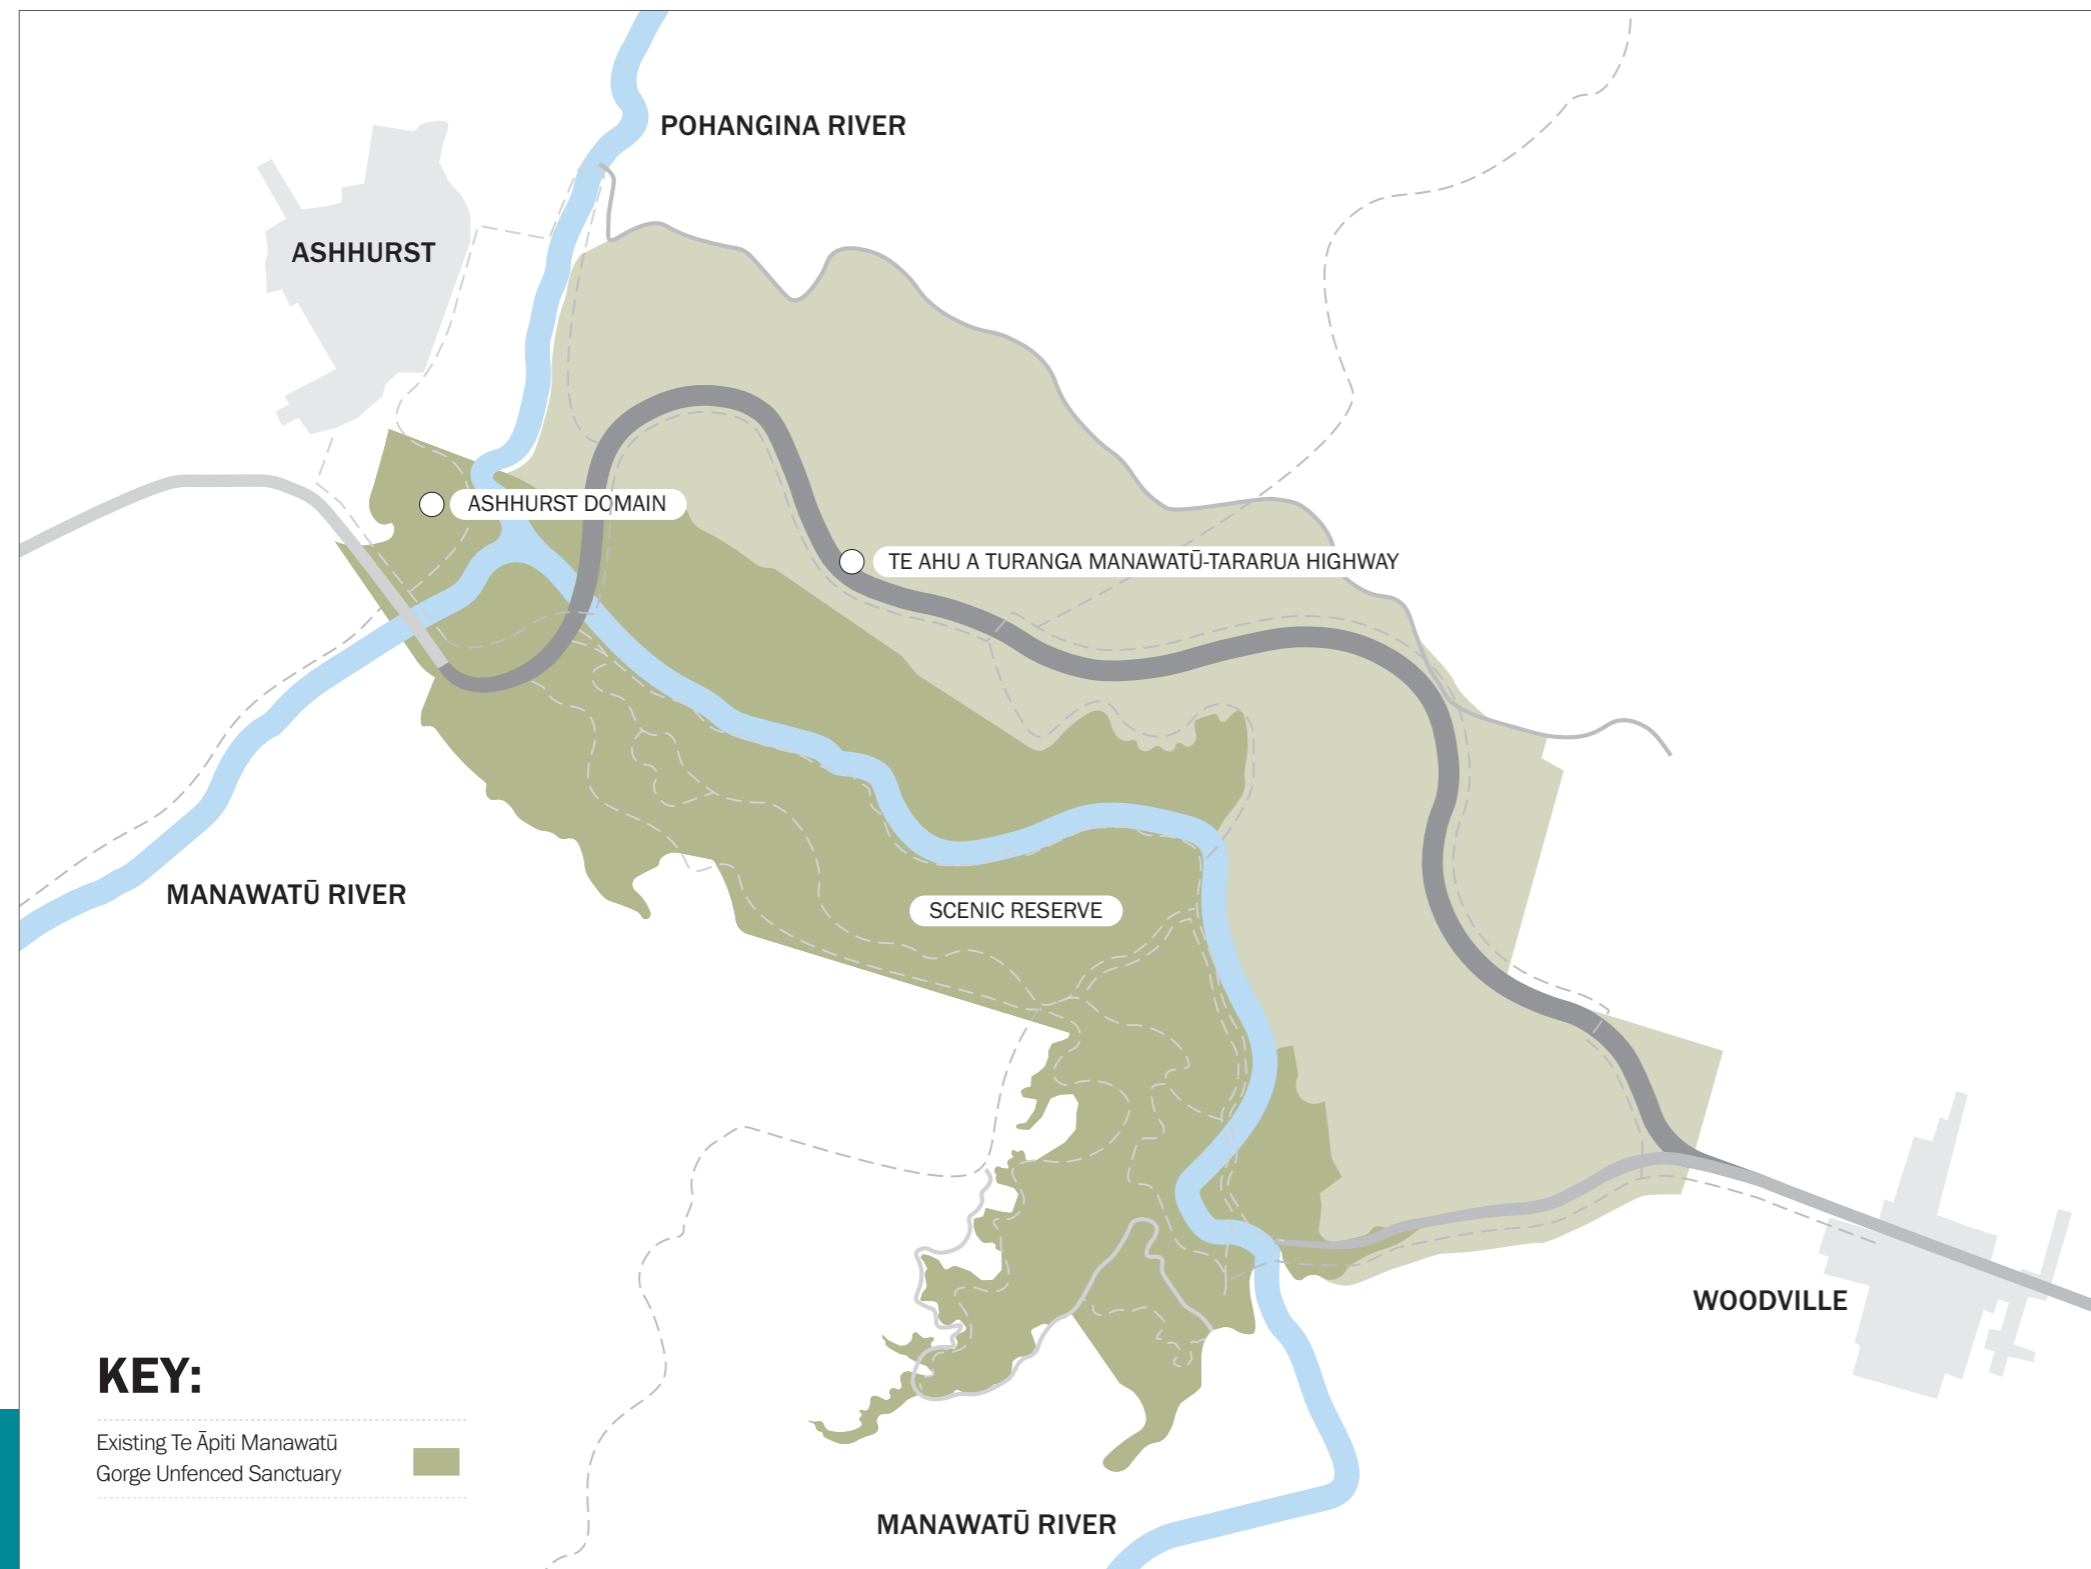 POHANGINA RIVER
ASHHURST
ASHHURST DOMAIN
TE AHU A TURANGA MANAWATŪ-TARARUA HIGHWAY
MANAWATŪ RIVER
SCENIC RESERVE
WOODVILLE
KEY:
Existing Te Āpiti Manawatū
Gorge Unfenced Sanctuary
MANAWATŪ RIVER